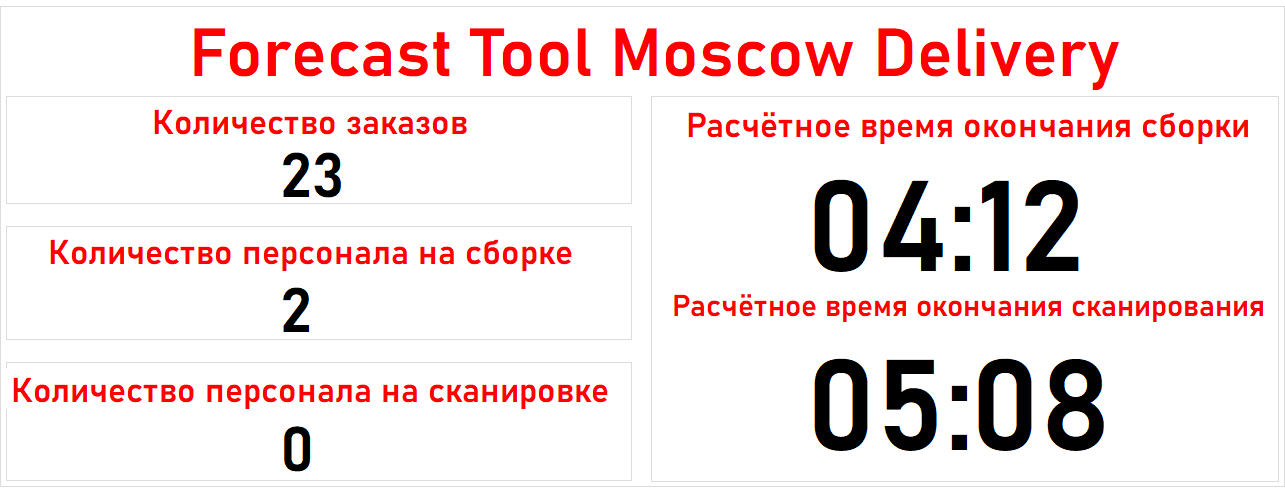 Forecast Tool Moscow Delivery
Количество заказов
23
Количество персонала на сборке
2
Количество персонала на сканировке
0
Расчётное время окончания сборки
04:12
Расчётное время окончания сканирования
05:08